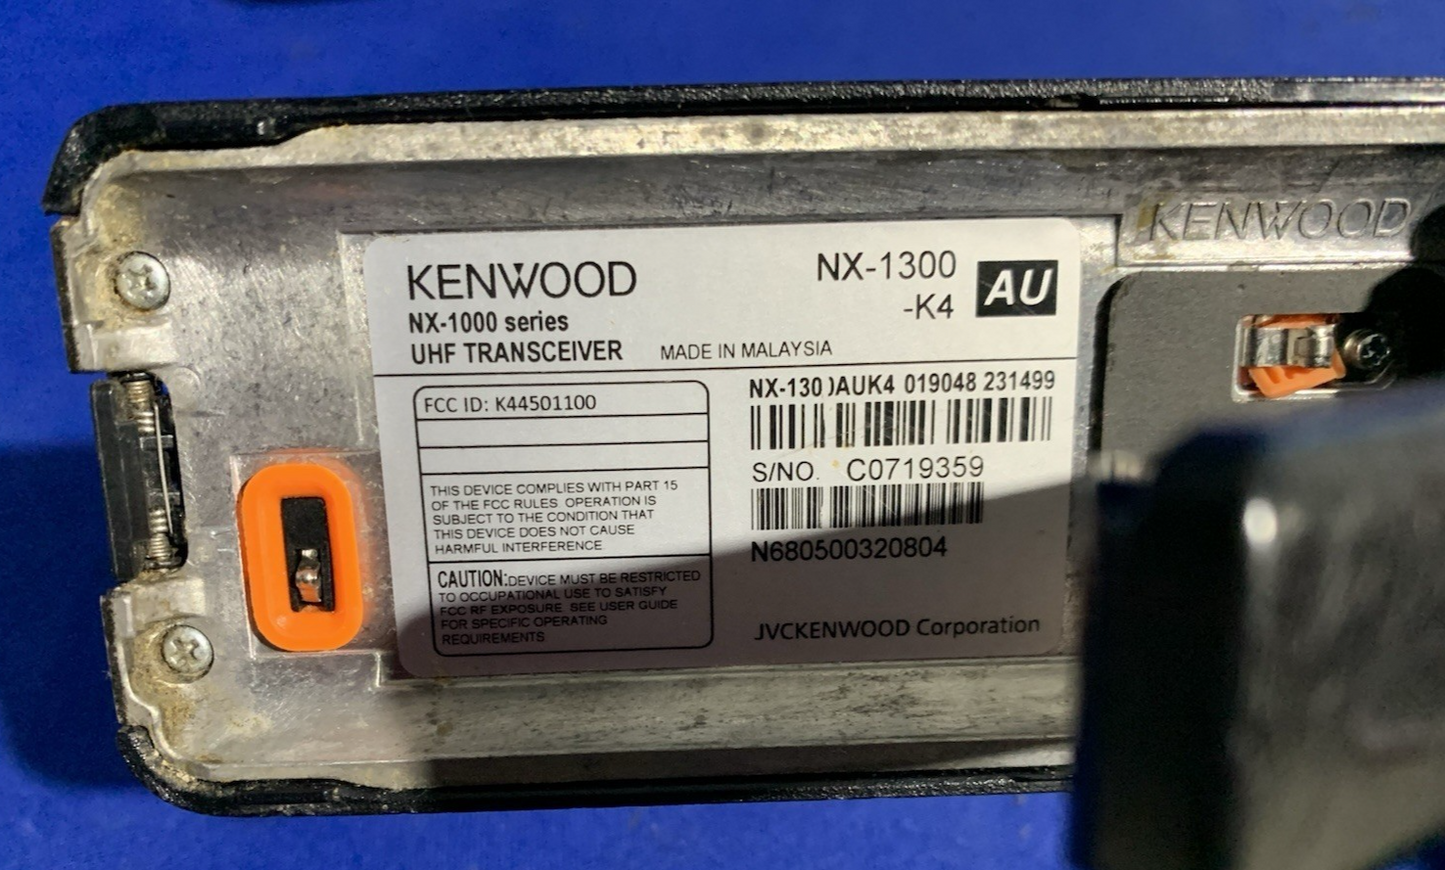 KENWOOD
KENWOOD
NX-1000 series
UHF TRANSCEIVER
MADE IN MALAYSIA
NX-1300
-K4
AU
FCC ID: K44501100
THIS DEVICE COMPLIES WITH PART 15
OF THE FCC RULES OPERATION IS
SUBJECT TO THE CONDITION THAT
THIS DEVICE DOES NOT CAUSE
HARMFUL INTERFERENCE
CAUTION:DEVICE MUST BE RESTRICTED
TO OCCUPATIONAL USE TO SATISFY
FCC RF EXPOSURE. SEE USER GUIDE
FOR SPECIFIC OPERATING
REQUIREMENTS
019048 231499
S/NO. C0719359
N680500320804
JVCKENWOOD Corporation